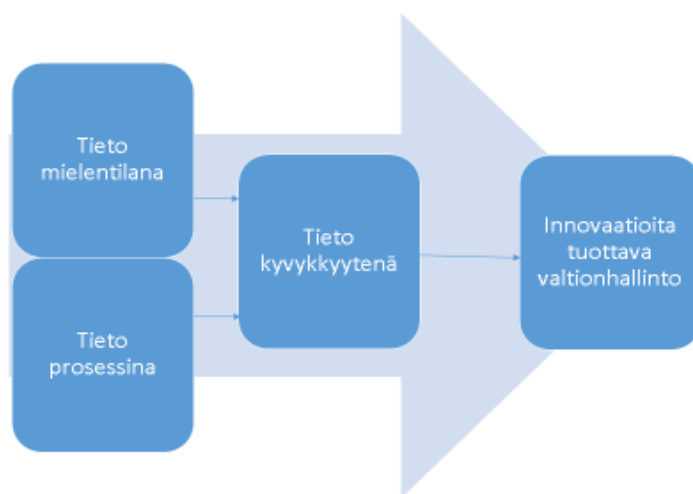 Tieto
mielentilana
Tieto
prosessina
Tieto
kyvykkyytenä
Innovaatioita
tuottava
valtionhallinto